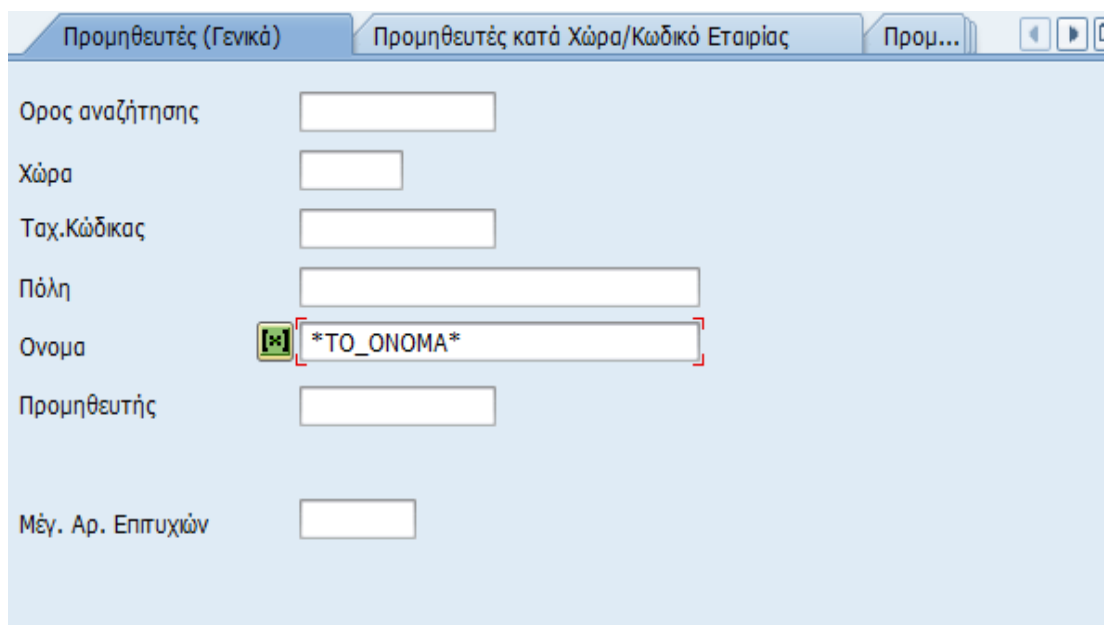 Προμηθευτές (Γενικά) Προμηθευτές κατά Χώρα/Κωδικό Εταιρίας Προμ...
Ορος αναζήτησης
Χώρα
Ταχ.Κώδικας
Πόλη
Ονομα *ΤΟ_ΟΝΟΜΑ*
Προμηθευτής
Μέγ. Αρ. Επιτυχιών